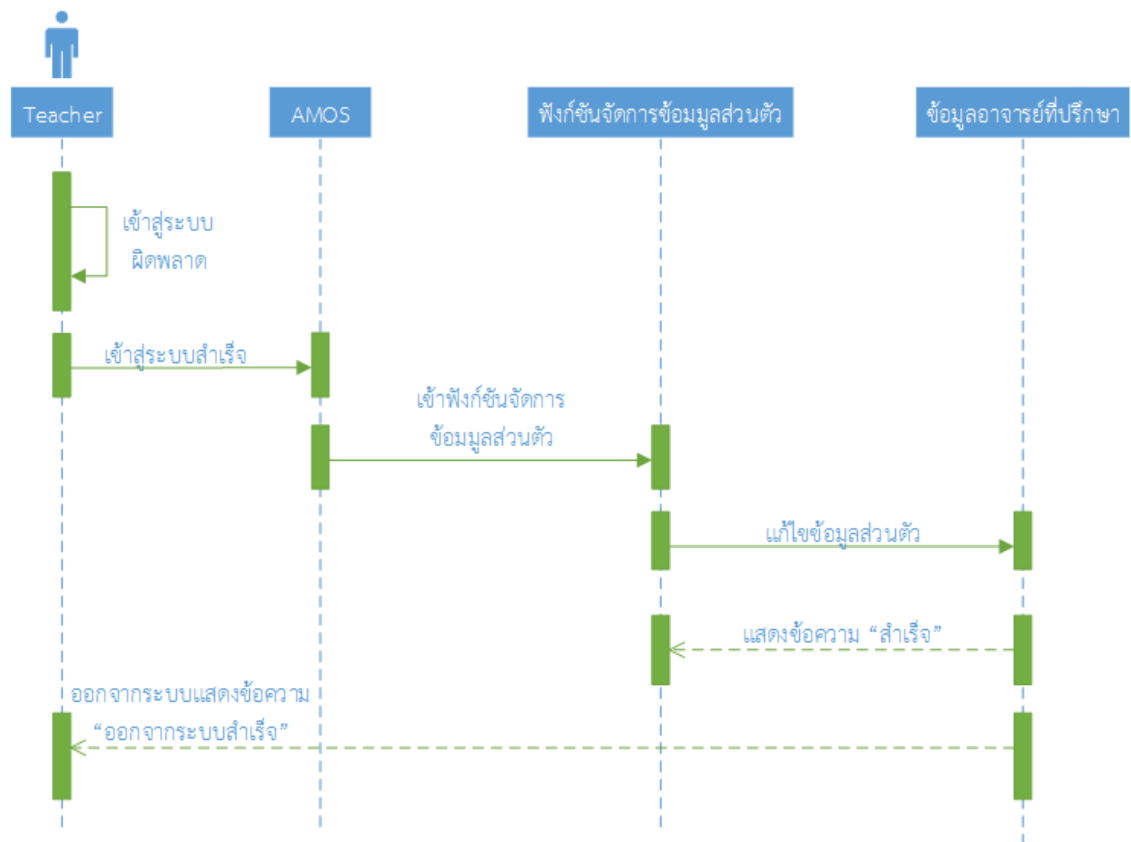 Teacher
AMOS
ฟังก์ชันจัดการข้อมมูลส่วนตัว
ข้อมูลอาจารย์ที่ปรึกษา
เข้าสู่ระบบ
ผิดพลาด
เข้าสู่ระบบสำเร็จ
เข้าฟังก์ชันจัดการ
ข้อมมูลส่วนตัว
แก้ไขข้อมูลส่วนตัว
แสดงข้อความ “สำเร็จ”
ออกจากระบบแสดงข้อความ
“ออกจากระบบสำเร็จ”